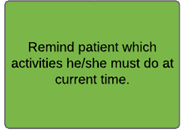 Remind patient which
activities he/she must do at
current time.